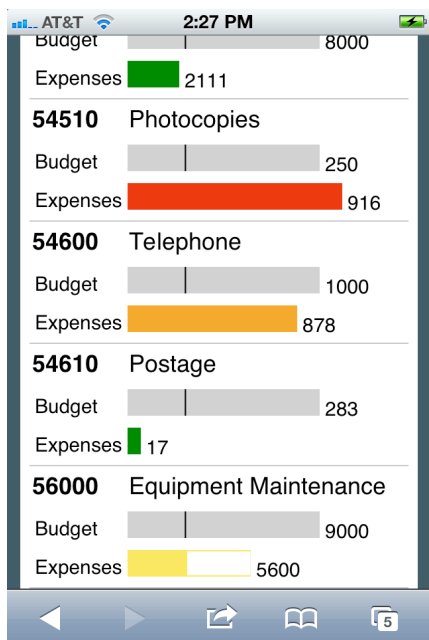 AT&T 2:27 PM
Budget 8000
Expenses 2111
54510 Photocopies
Budget 250
Expenses 916
54600 Telephone
Budget 1000
Expenses 878
54610 Postage
Budget 283
Expenses 17
56000 Equipment Maintenance
Budget 9000
Expenses 5600
5